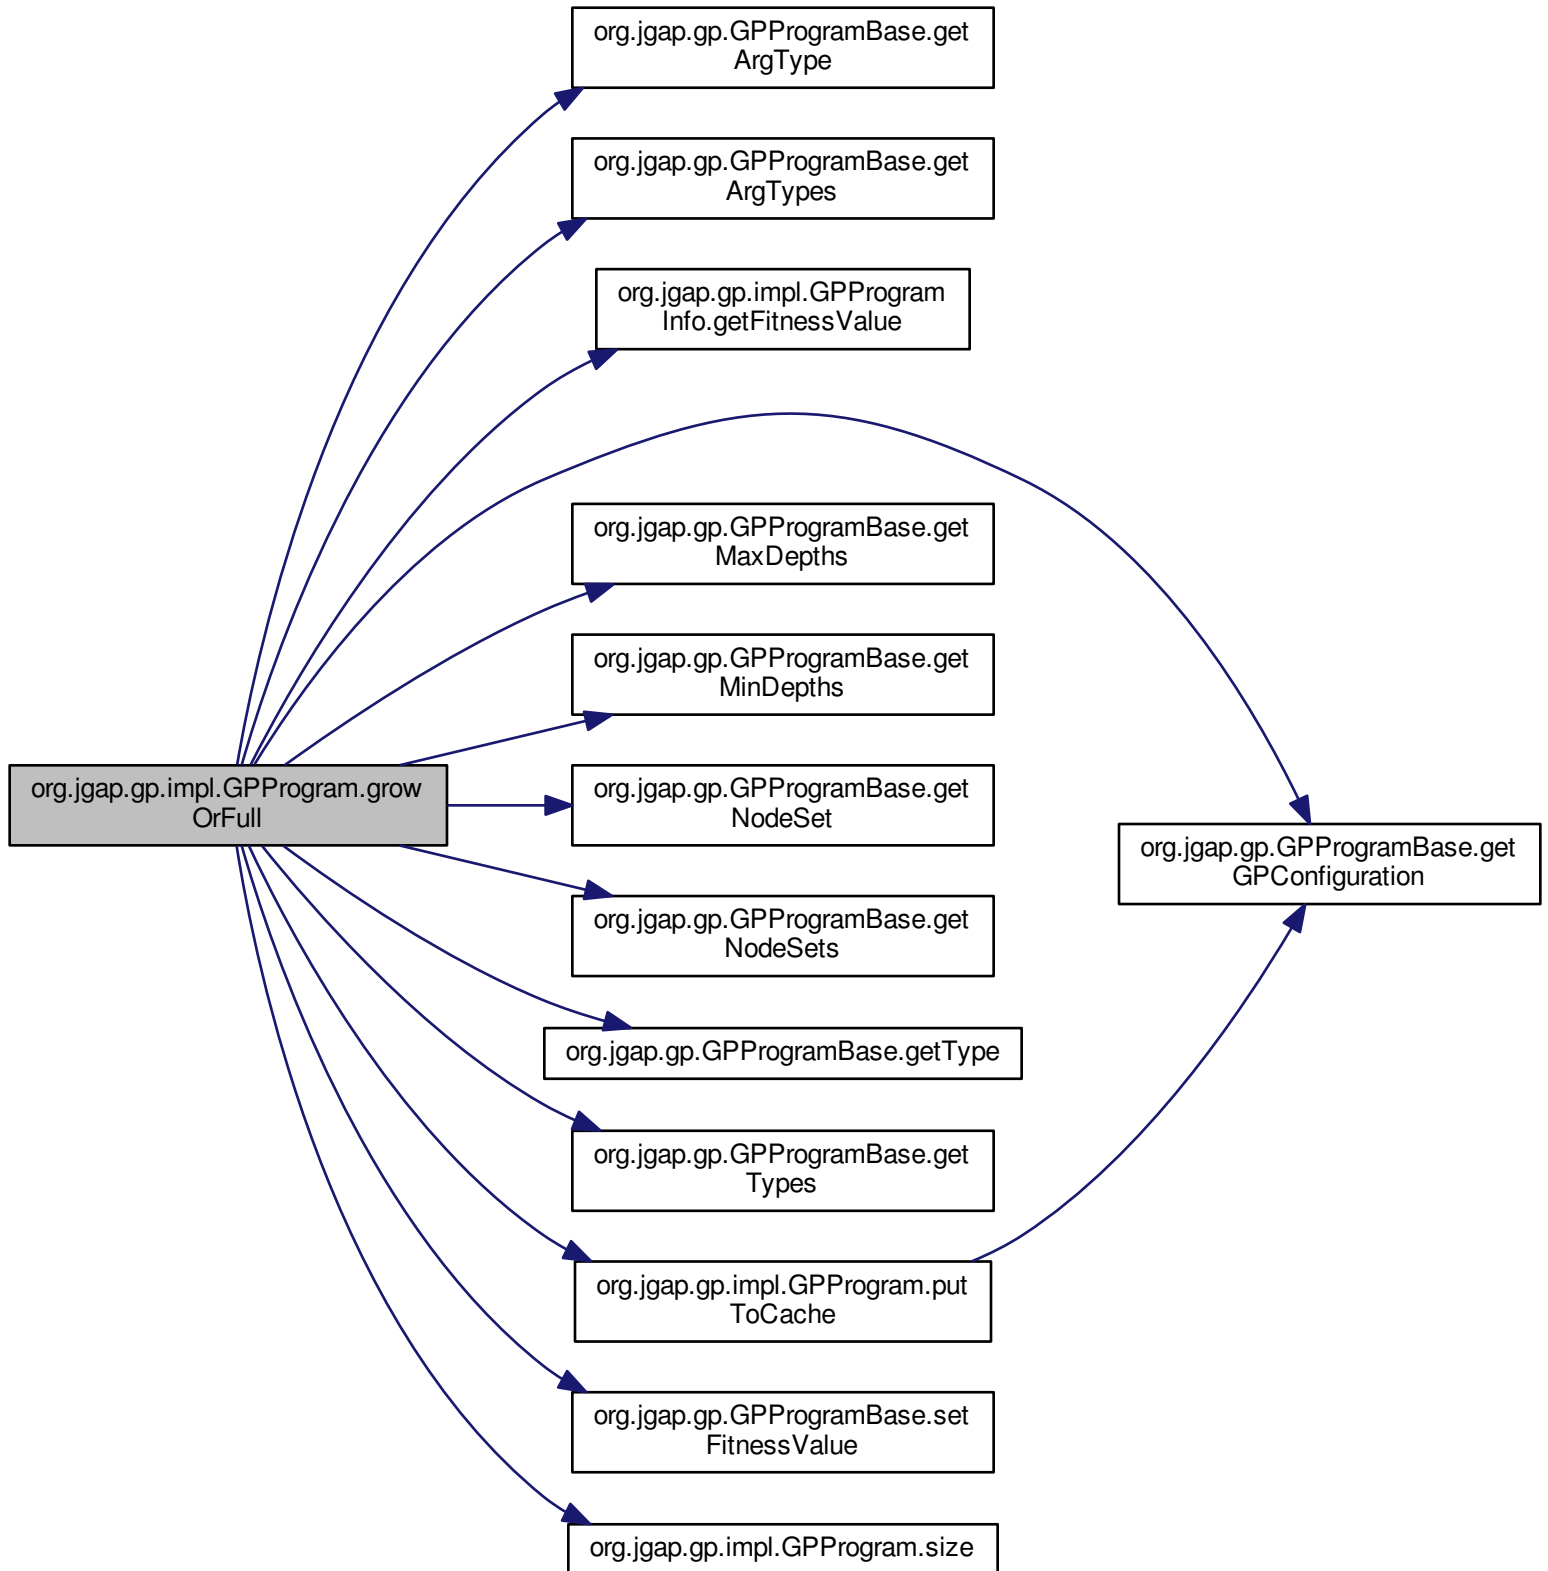 org.jgap.gp.GPProgramBase.get
ArgType
org.jgap.gp.GPProgramBase.get
ArgTypes
org.jgap.gp.impl.GPProgram
Info.getFitnessValue
org.jgap.gp.GPProgramBase.get
MaxDepths
org.jgap.gp.GPProgramBase.get
MinDepths
org.jgap.gp.impl.GPProgram.grow
OrFull
org.jgap.gp.GPProgramBase.get
NodeSet
org.jgap.gp.GPProgramBase.get
GPConfiguration
org.jgap.gp.GPProgramBase.get
NodeSets
org.jgap.gp.GPProgramBase.getType
org.jgap.gp.GPProgramBase.get
Types
org.jgap.gp.impl.GPProgram.put
ToCache
org.jgap.gp.GPProgramBase.set
FitnessValue
org.jgap.gp.impl.GPProgram.size